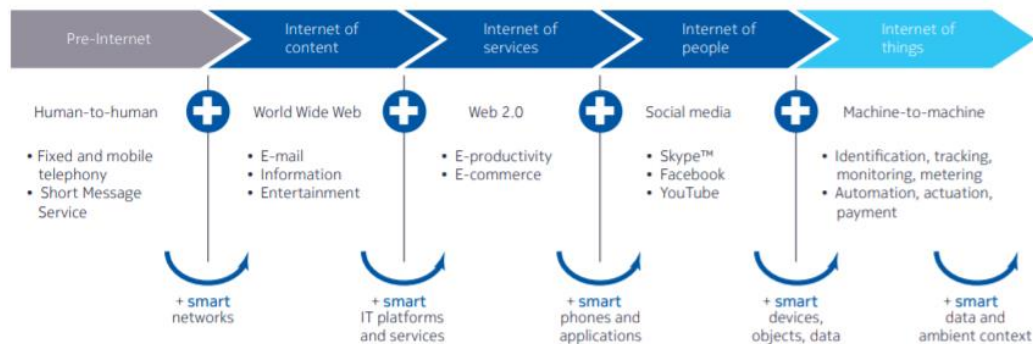 Pre-Internet
Internet of
content
Internet of
services
Internet of
people
Internet of
things
Human-to-human
• Fixed and mobile
telephony
• Short Message
Service
World Wide Web
• E-mail
• Information
• Entertainment
Web 2.0
• E-productivity
• E-commerce
Social media
• Skype™
• Facebook
• YouTube
Machine-to-machine
• Identification, tracking,
monitoring, metering
• Automation, actuation,
payment
+ smart
networks
+ smart
IT platforms
and services
+ smart
phones and
applications
+ smart
devices,
objects, data
+ smart
data and
ambient context